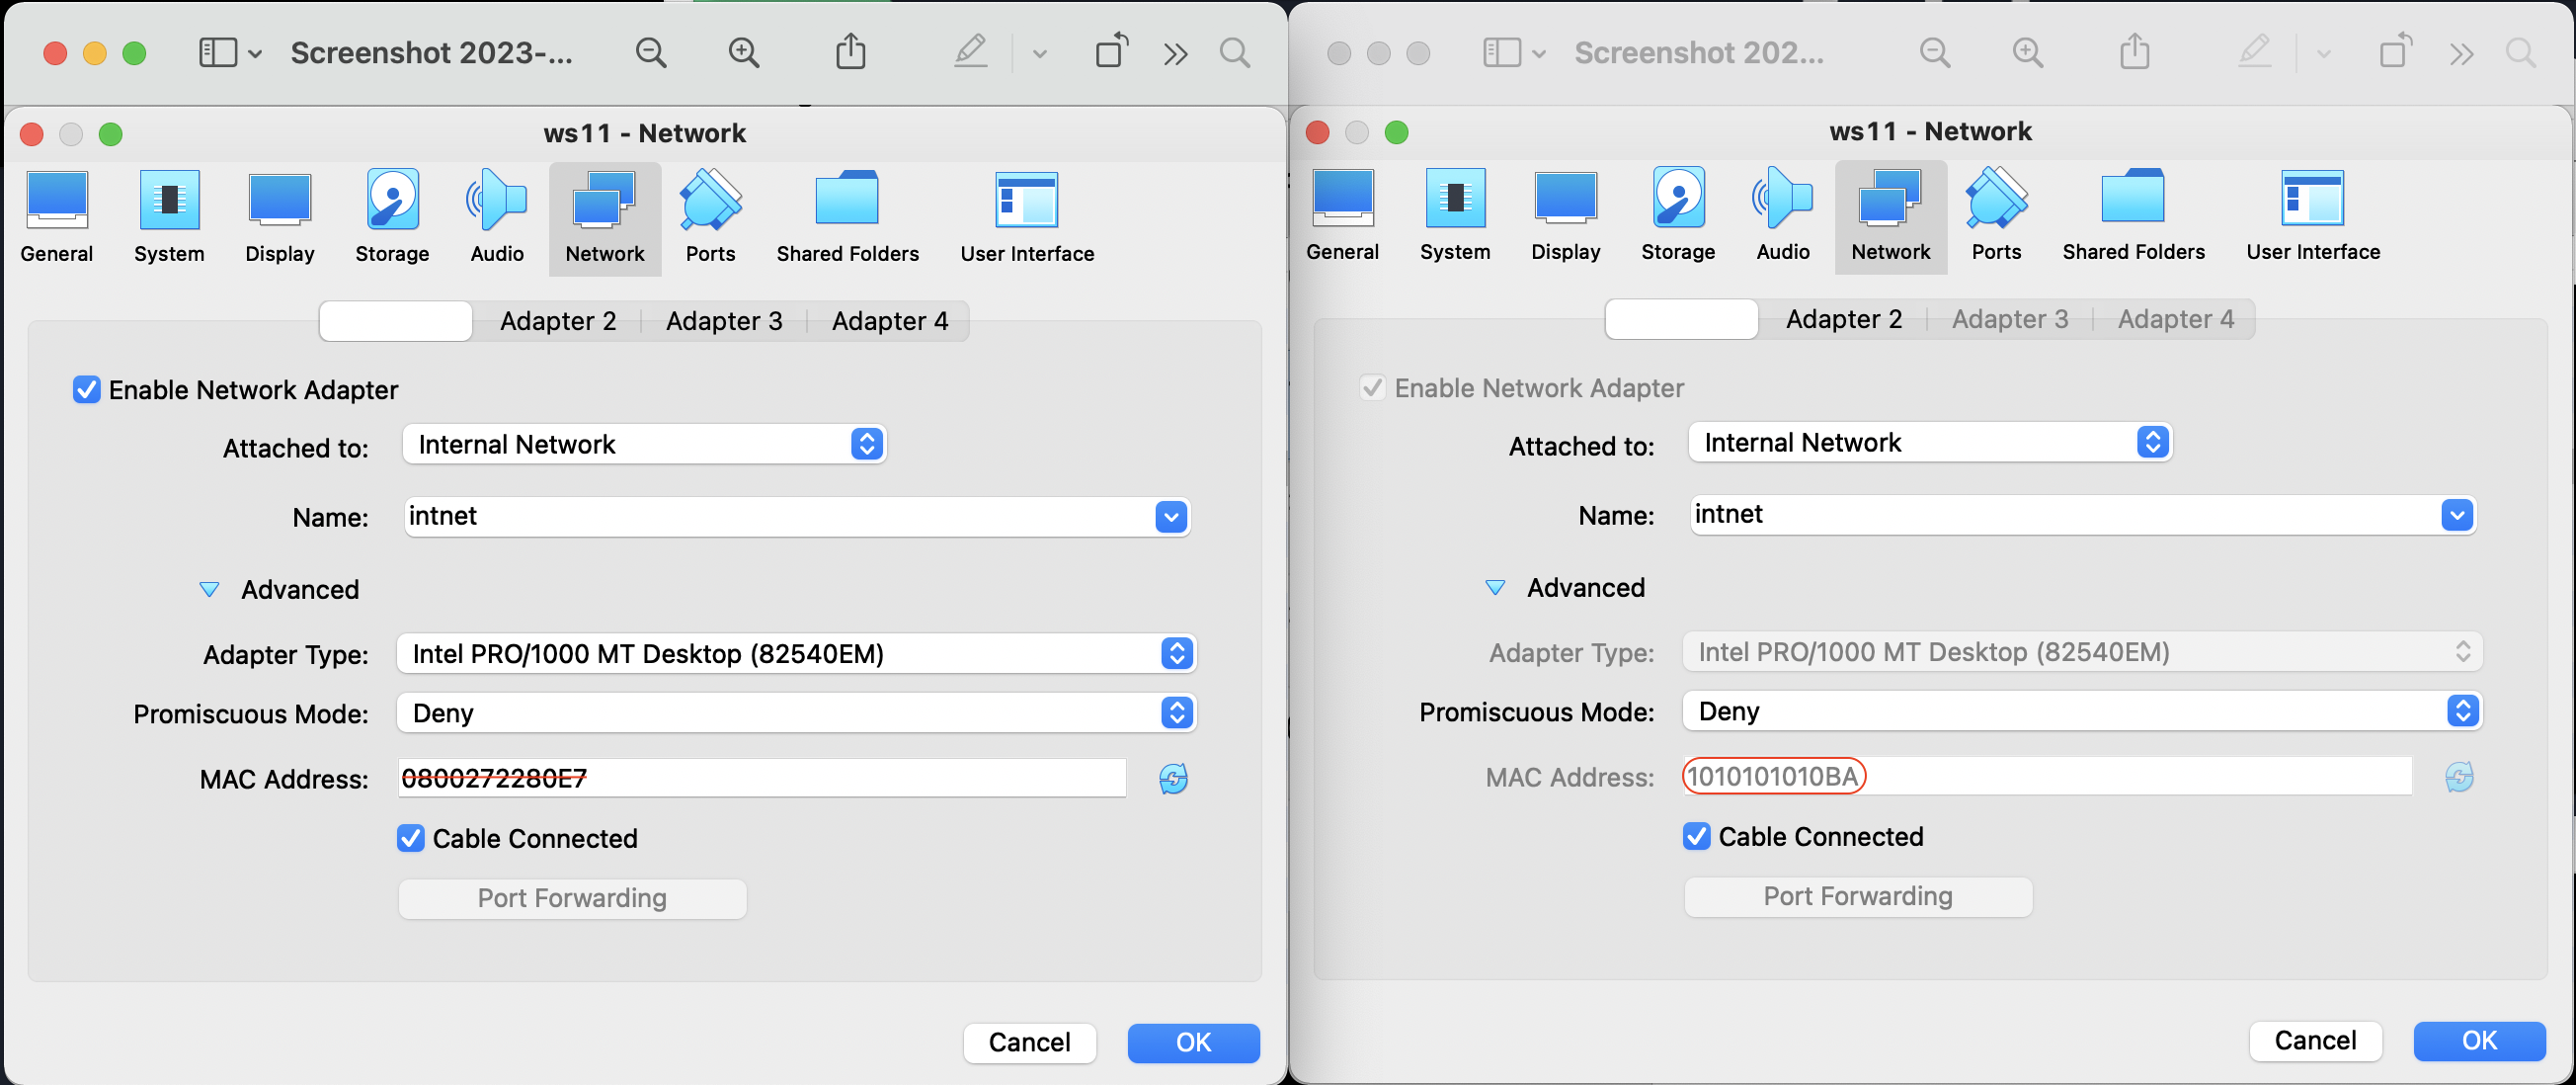 Screenshot 2023-...
ws11 - Network
General System Display Storage Audio Network Ports Shared Folders User Interface
Adapter 2 Adapter 3 Adapter 4
Enable Network Adapter
Attached to: Internal Network
Name: intnet
Advanced
Adapter Type: Intel PRO/1000 MT Desktop (82540EM)
Promiscuous Mode: Deny
MAC Address: 0800272280E7
Cable Connected
Port Forwarding
Cancel OK
Screenshot 202...
ws11 - Network
General System Display Storage Audio Network Ports Shared Folders User Interface
Adapter 2 Adapter 3 Adapter 4
Enable Network Adapter
Attached to: Internal Network
Name: intnet
Advanced
Adapter Type: Intel PRO/1000 MT Desktop (82540EM)
Promiscuous Mode: Deny
MAC Address: 1010101010BA
Cable Connected
Port Forwarding
Cancel OK